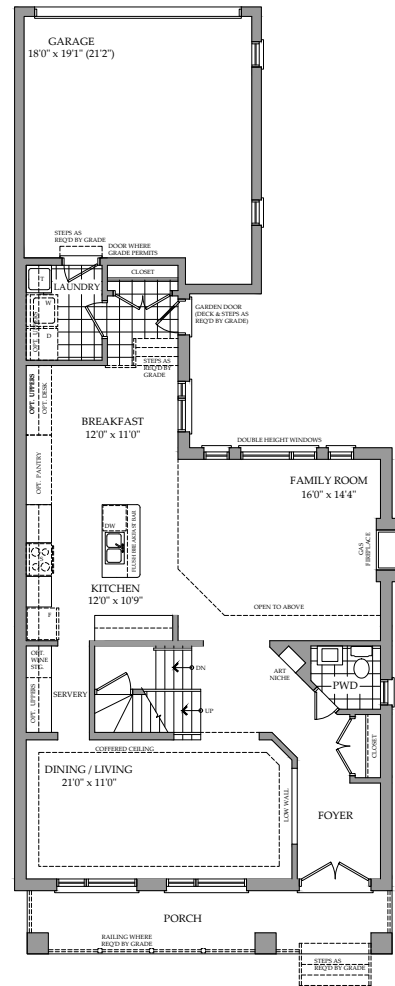 GARAGE
18'0" x 19'1" (21'2")
STEPS AS
REQ'D BY GRADE
DOOR WHERE
GRADE PERMITS
CLOSET
LAUNDRY
W
D
GARDEN DOOR
(DECK & STEPS AS
REQ'D BY GRADE)
STEPS AS
REQ'D BY
GRADE
OPT. UPPERS
OPT. DESK
BREAKFAST
12'0" x 11'0"
DOUBLE HEIGHT WINDOWS
FAMILY ROOM
16'0" x 14'4"
OPT. PANTRY
DW
FLUSH BREAKFAST BAR
GAS
FIREPLACE
KITCHEN
12'0" x 10'9"
F
OPEN TO ABOVE
OPT.
WINE
STG.
OPT. UPPERS
SERVERY
DN
UP
ART
NICHE
PWD
CLOSET
COFFERED CEILING
DINING / LIVING
21'0" x 11'0"
LOW WALL
FOYER
PORCH
RAILING WHERE
REQ'D BY GRADE
STEPS AS
REQ'D BY GRADE